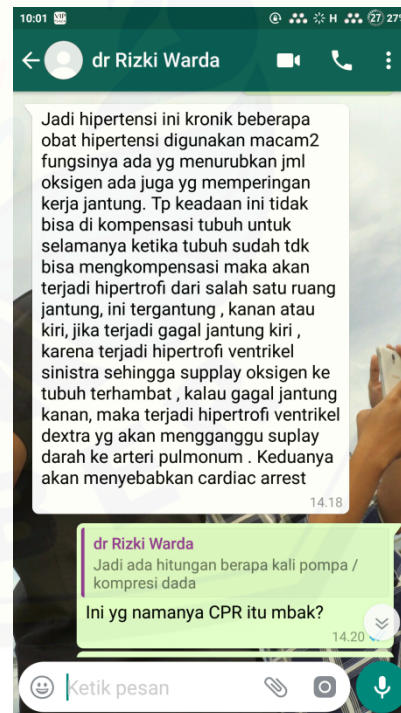 10:01 VIP H 27 27%
dr Rizki Warda
Jadi hipertensi ini kronik beberapa
obat hipertensi digunakan macam2
fungsinya ada yg menurubkan jml
oksigen ada juga yg memperingan
kerja jantung. Tp keadaan ini tidak
bisa di kompensasi tubuh untuk
selamanya ketika tubuh sudah tdk
bisa mengkompensasi maka akan
terjadi hipertrofi dari salah satu ruang
jantung, ini tergantung , kanan atau
kiri, jika terjadi gagal jantung kiri ,
karena terjadi hipertrofi ventrikel
sinistra sehingga supplay oksigen ke
tubuh terhambat , kalau gagal jantung
kanan, maka terjadi hipertrofi ventrikel
dextra yg akan mengganggu suplay
darah ke arteri pulmonum . Keduanya
akan menyebabkan cardiac arrest
14.18
dr Rizki Warda
Jadi ada hitungan berapa kali pompa /
kompresi dada
Ini yg namanya CPR itu mbak?
14.20
Ketik pesan